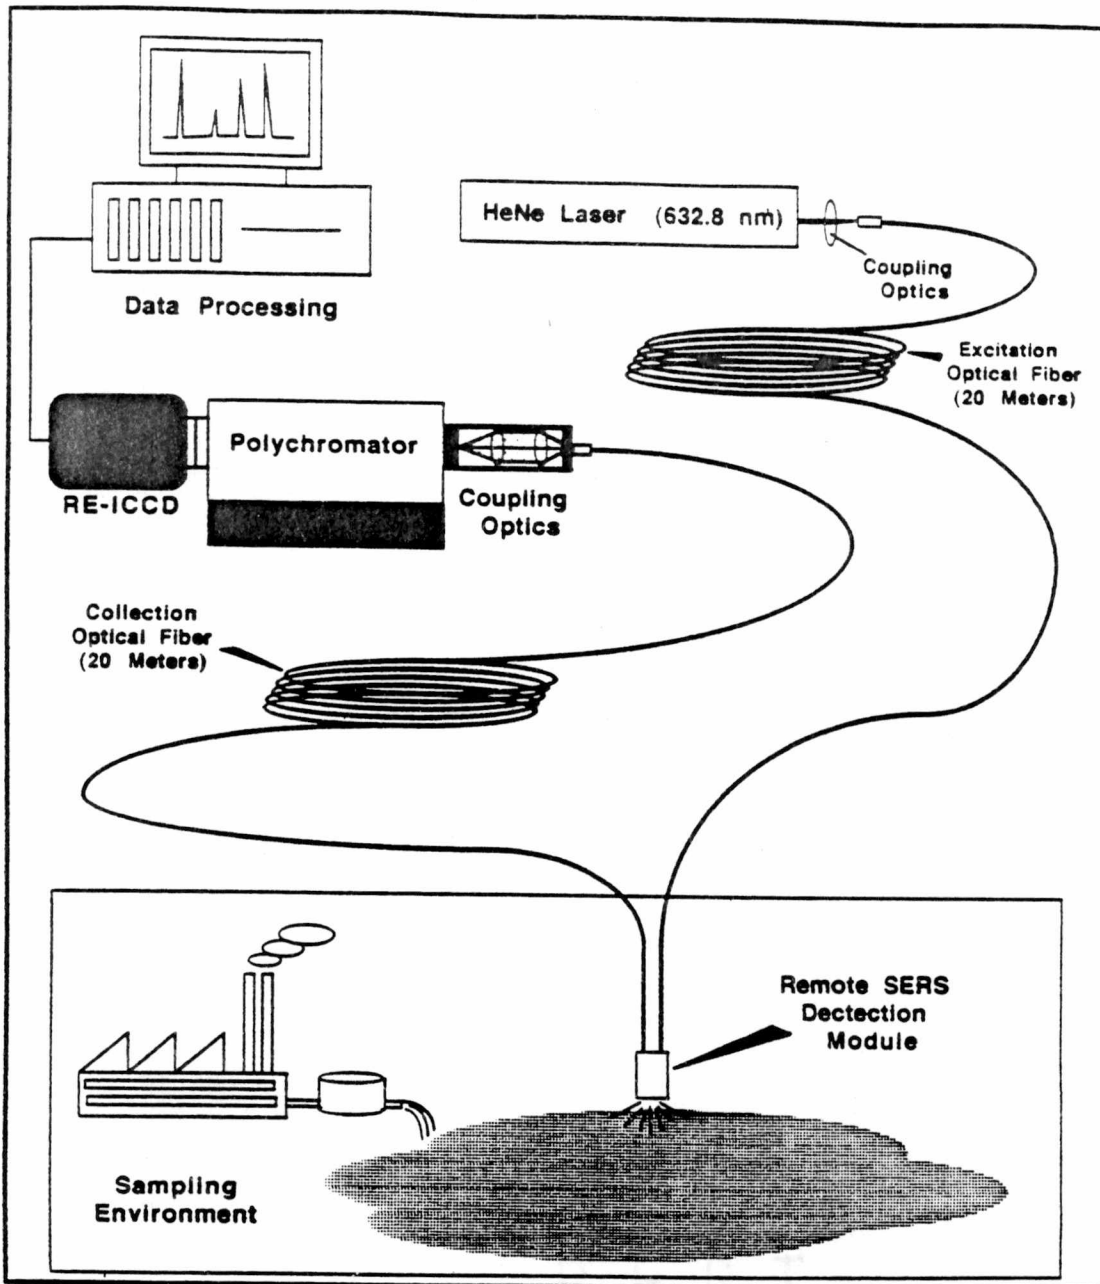 HeNe Laser (632.8 nm)
Coupling
Optics
Data Processing
Excitation
Optical Fiber
(20 Meters)
Polychromator
RE-ICCD
Coupling
Optics
Collection
Optical Fiber
(20 Meters)
Remote SERS
Dectection
Module
Sampling
Environment